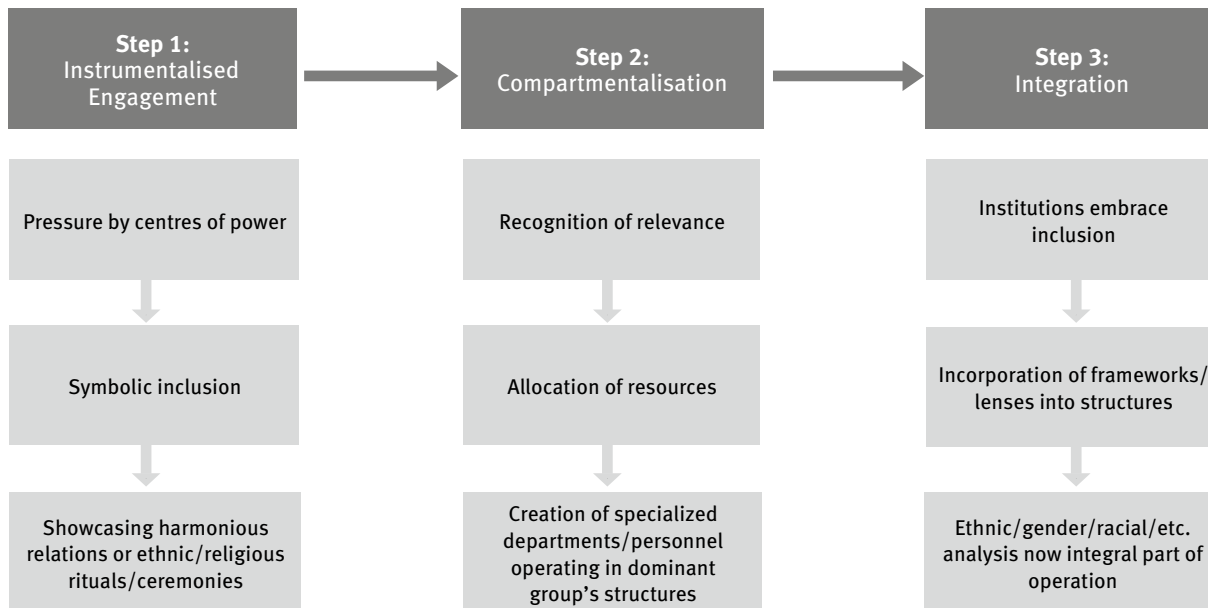 Step 1:
Instrumentalised
Engagement
Step 2:
Compartmentalisation
Step 3:
Integration
Pressure by centres of power
Recognition of relevance
Institutions embrace
inclusion
Symbolic inclusion
Allocation of resources
Incorporation of frameworks/
lenses into structures
Showcasing harmonious
relations or ethnic/religious
rituals/ceremonies
Creation of specialized
departments/personnel
operating in dominant
group's structures
Ethnic/gender/racial/etc.
analysis now integral part of
operation